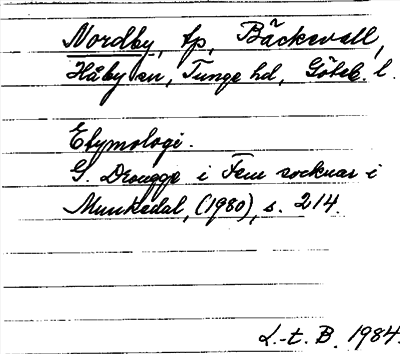 Nordby, tp, Bäckevall,
Håby sn, Tunge hd, Göteb. l.
Etymologi.
G. Drougge i Fem socknar i
Munkedal, (1980), s. 214.
L.-t. B. 1984.